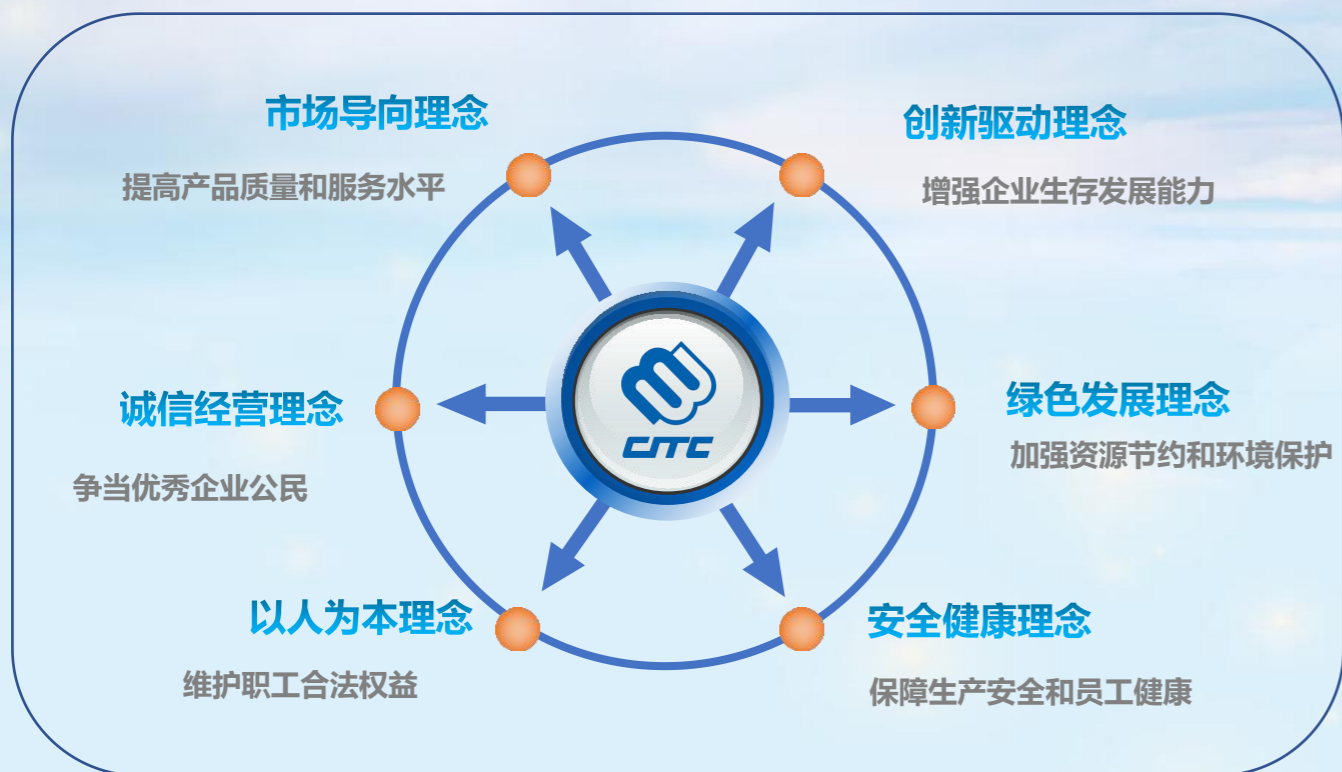 市场导向理念
提高产品质量和服务水平
创新驱动理念
增强企业生存发展能力
诚信经营理念
争当优秀企业公民
CITC
绿色发展理念
加强资源节约和环境保护
以人为本理念
维护职工合法权益
安全健康理念
保障生产安全和员工健康